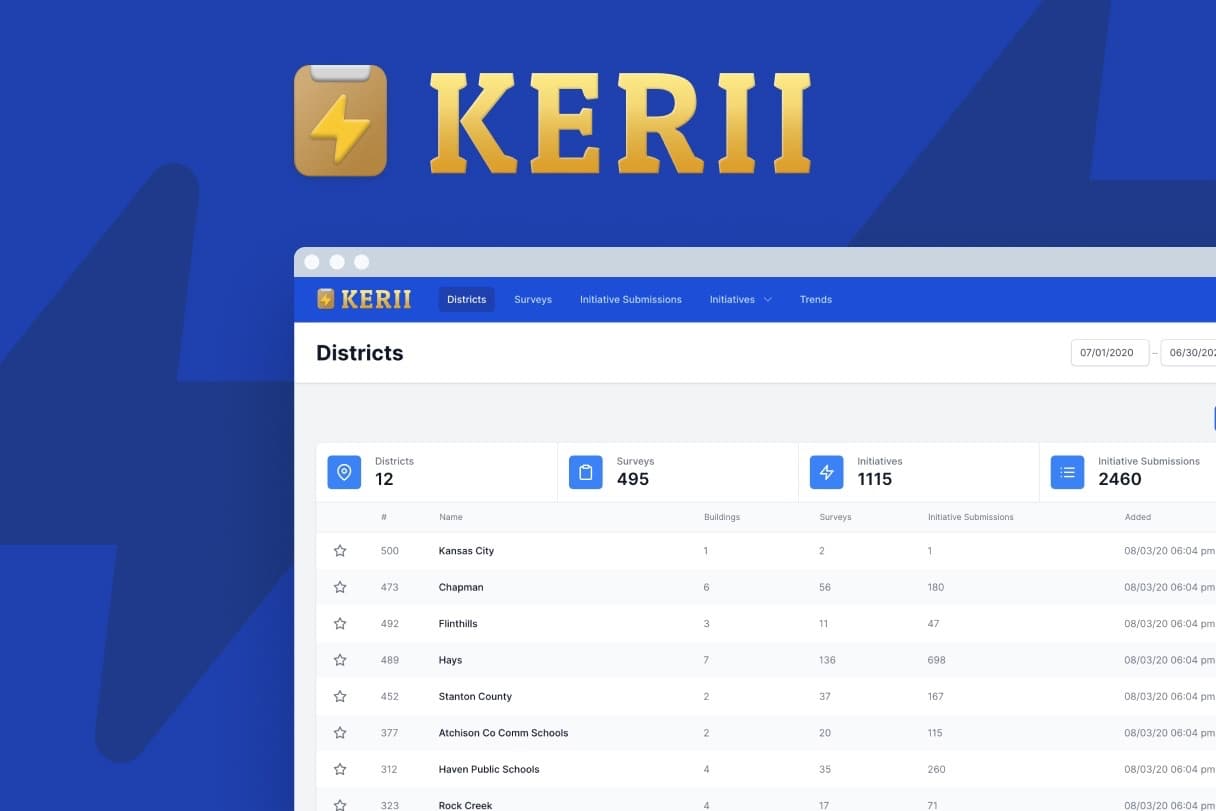 KERII
KERII Districts Surveys Initiative Submissions Initiatives Trends
Districts 07/01/2020 – 06/30/202
Districts Surveys Initiatives Initiative Submissions
12 495 1115 2460
# Name Buildings Surveys Initiative Submissions Added
500 Kansas City 1 2 1 08/03/20 06:04 pm
473 Chapman 6 56 180 08/03/20 06:04 pm
492 Flinthills 3 11 47 08/03/20 06:04 pm
489 Hays 7 136 698 08/03/20 06:04 pm
452 Stanton County 2 37 167 08/03/20 06:04 pm
377 Atchison Co Comm Schools 2 20 115 08/03/20 06:04 pm
312 Haven Public Schools 4 35 260 08/03/20 06:04 pm
323 Rock Creek 4 17 71 08/03/20 06:04 pm